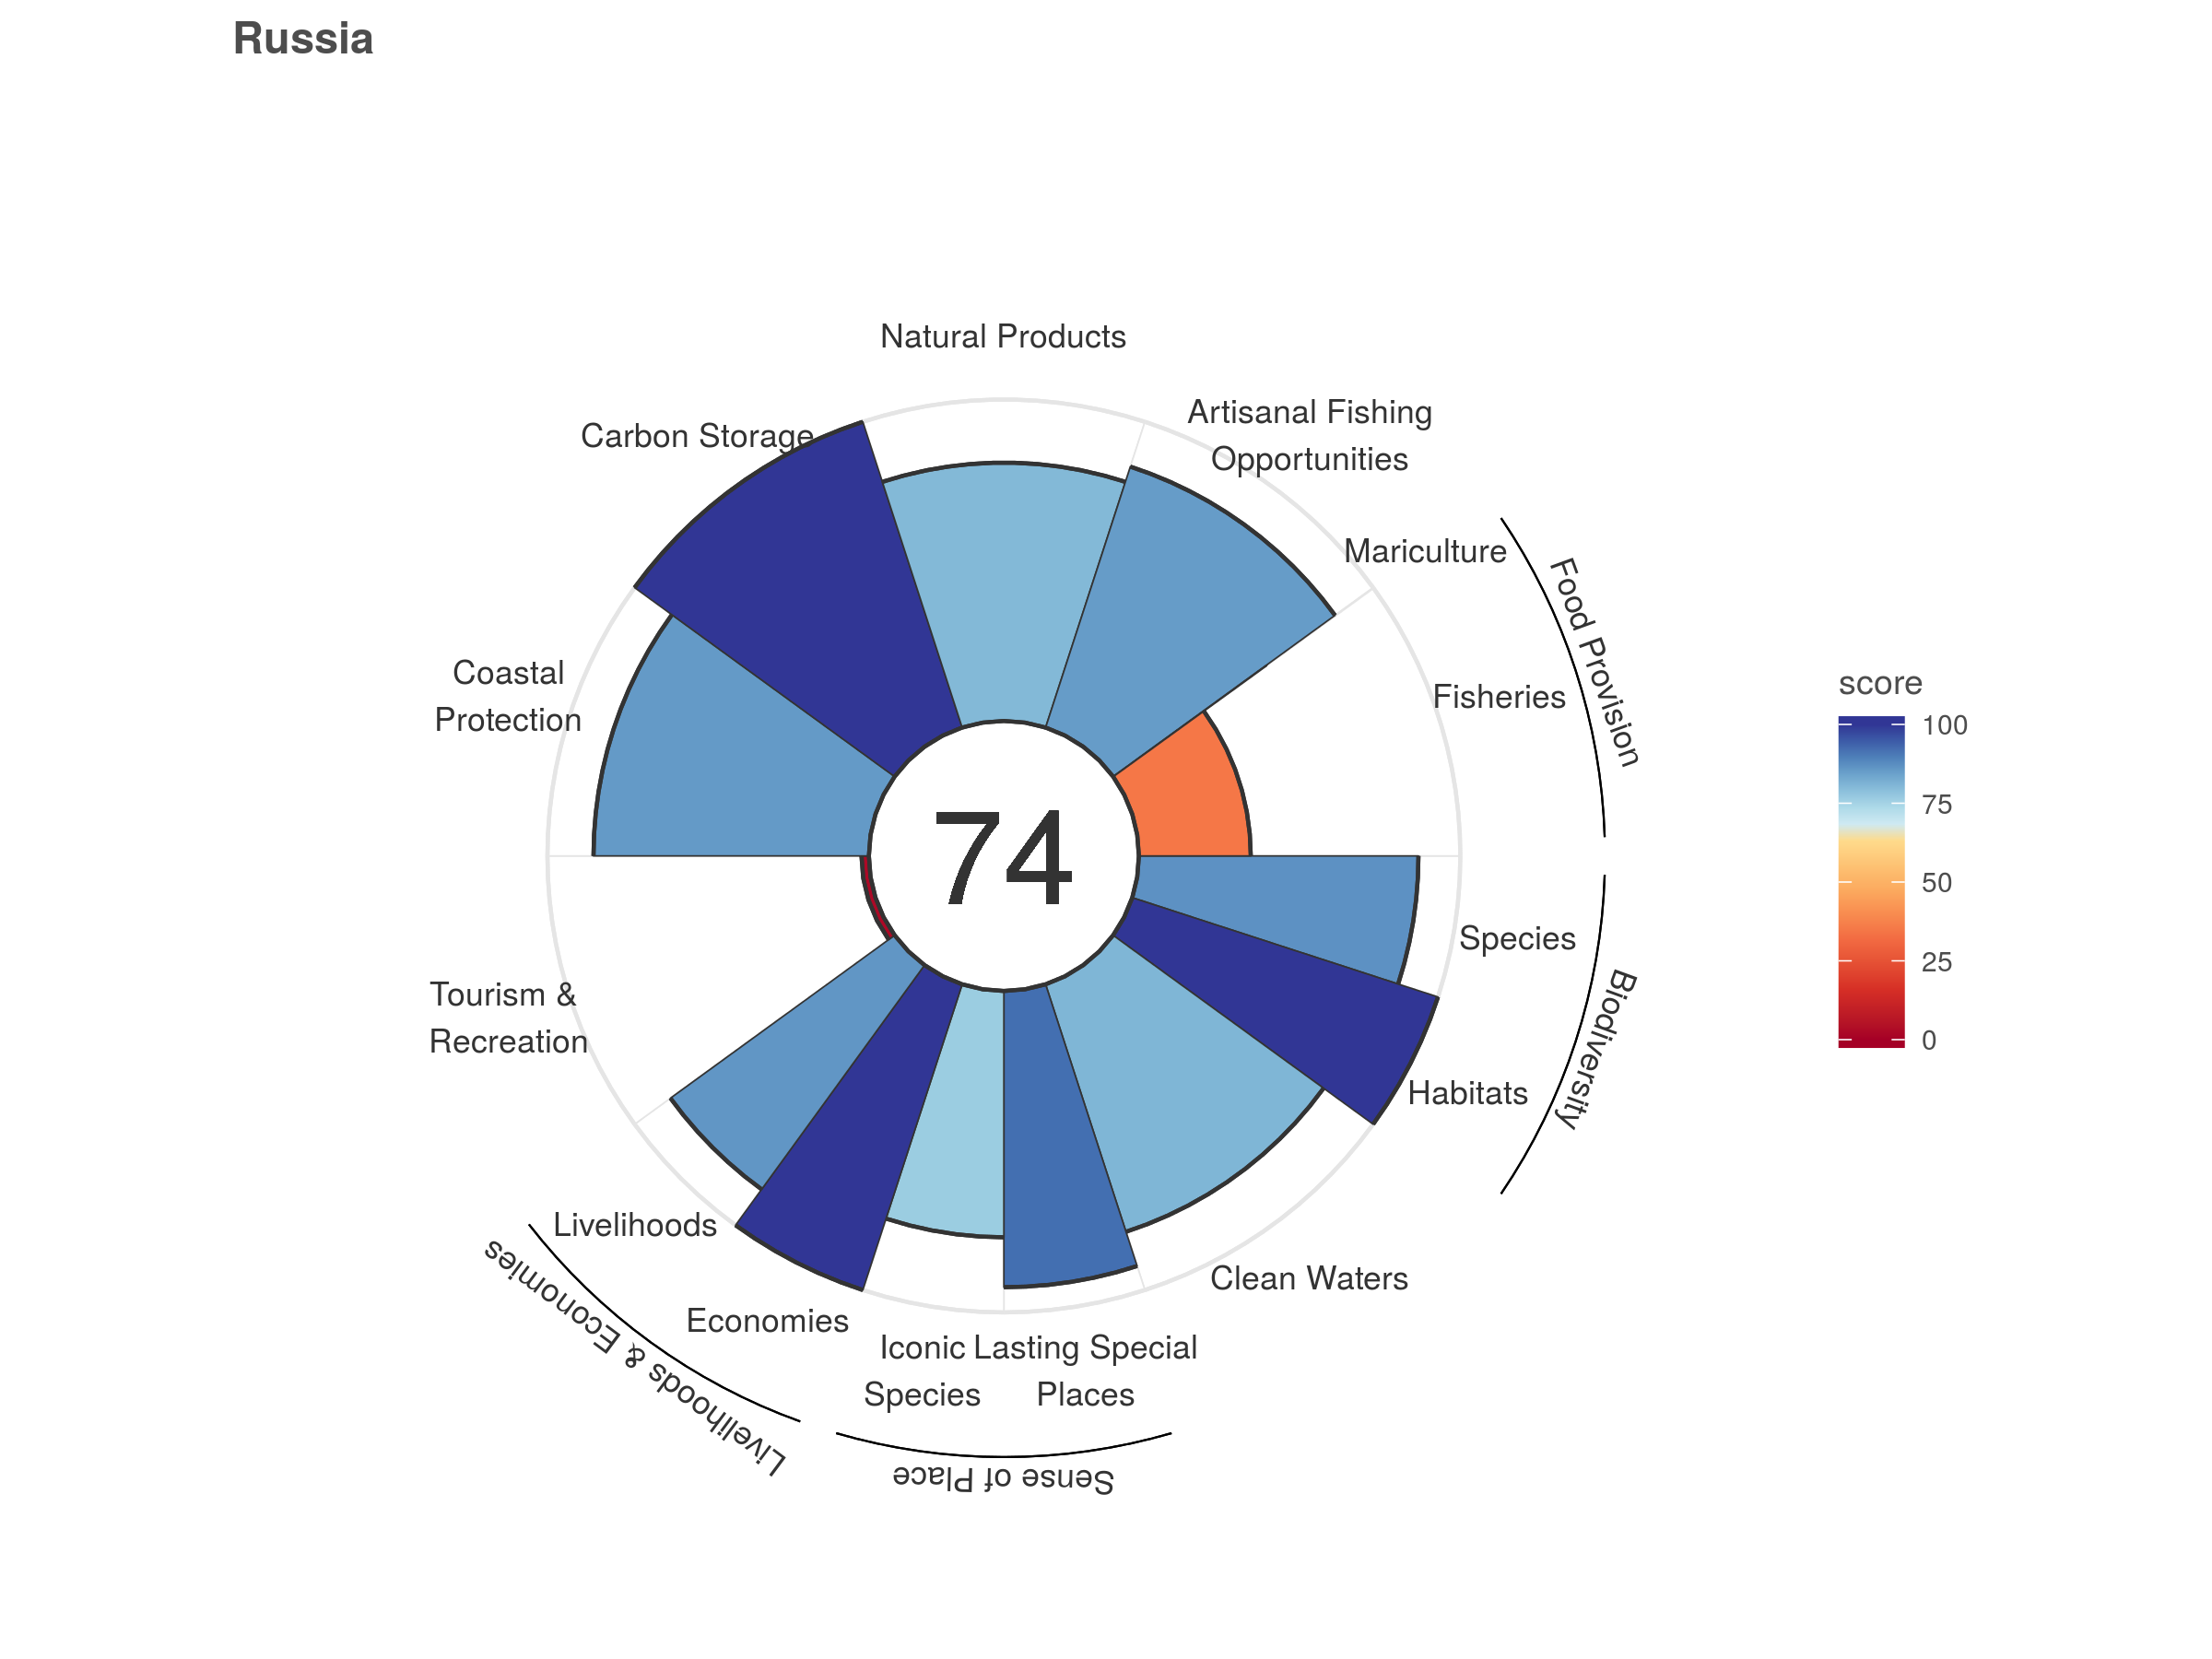 Russia
Natural Products
Artisanal Fishing
Opportunities
Carbon Storage
Mariculture
Food Provision
Fisheries
Coastal
Protection
74
score
100
75
50
25
0
Species
Biodiversity
Habitats
Tourism &
Recreation
Livelihoods
Livelihoods & Economies
Economies
Clean Waters
Iconic
Species
Lasting Special
Places
Sense of Place